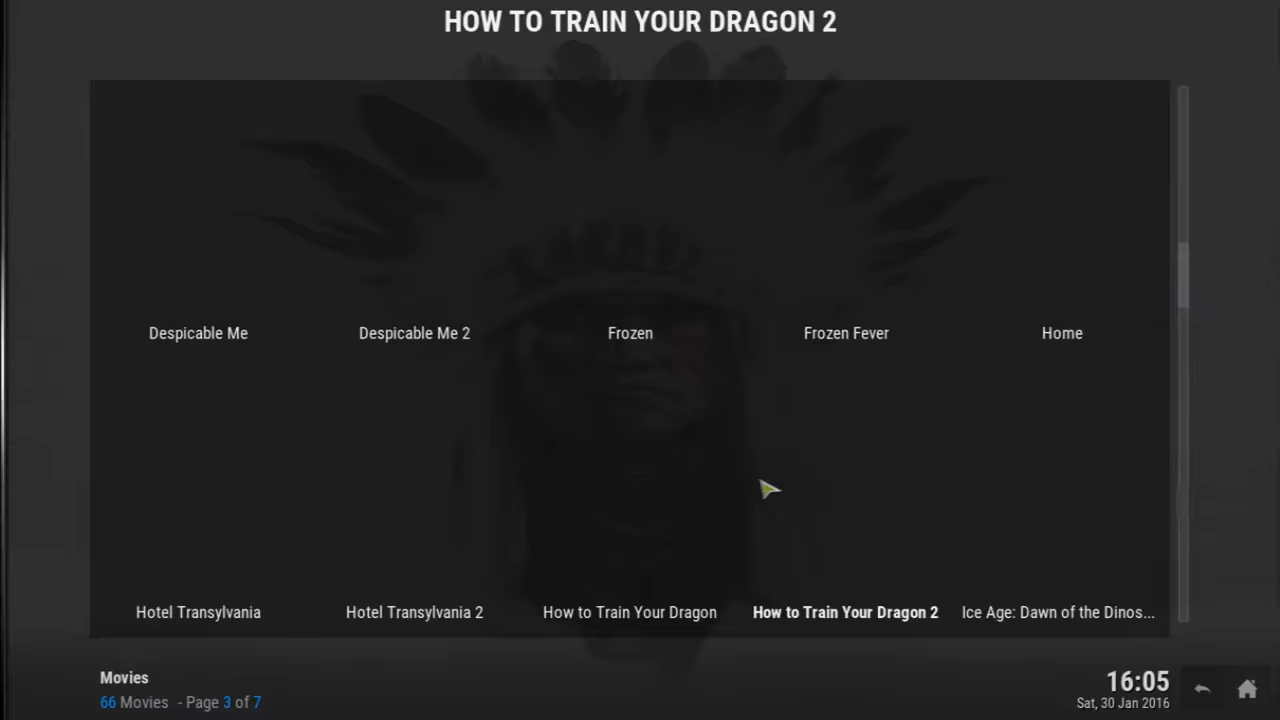 HOW TO TRAIN YOUR DRAGON 2
Despicable Me
Despicable Me 2
Frozen
Frozen Fever
Home
Hotel Transylvania
Hotel Transylvania 2
How to Train Your Dragon
How to Train Your Dragon 2
Ice Age: Dawn of the Dinos...
Movies
66 Movies - Page 3 of 7
16:05
Sat, 30 Jan 2016